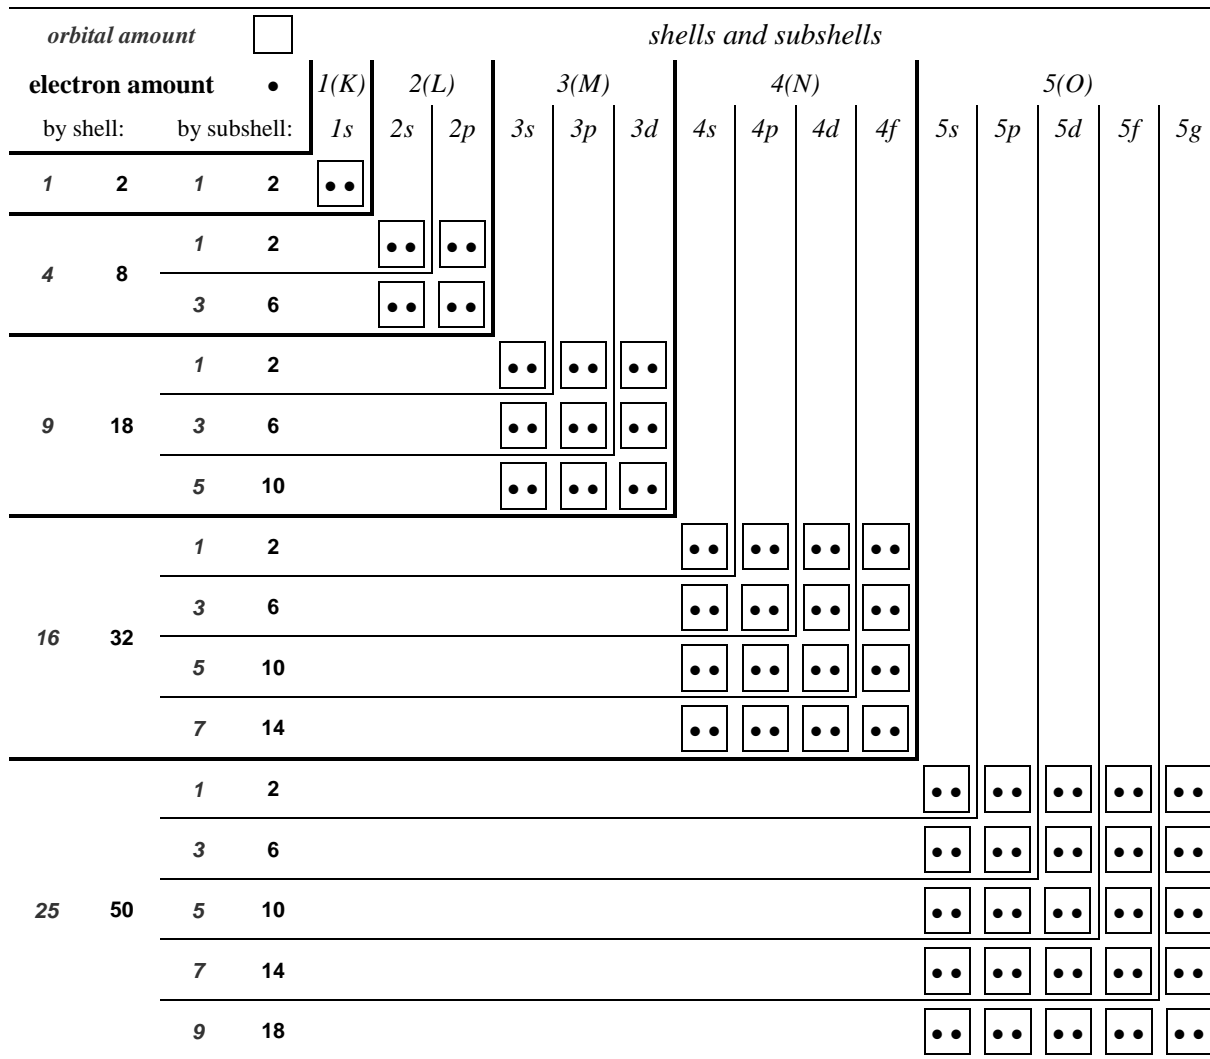 orbital amount shells and subshells
electron amount • 1(K) 2(L) 3(M) 4(N) 5(O)
by shell: by subshell: 1s 2s 2p 3s 3p 3d 4s 4p 4d 4f 5s 5p 5d 5f 5g
1 2 1 2
1 2
4 8
3 6
1 2
9 18 3 6
5 10
1 2
3 6
16 32
5 10
7 14
1 2
3 6
25 50 5 10
7 14
9 18